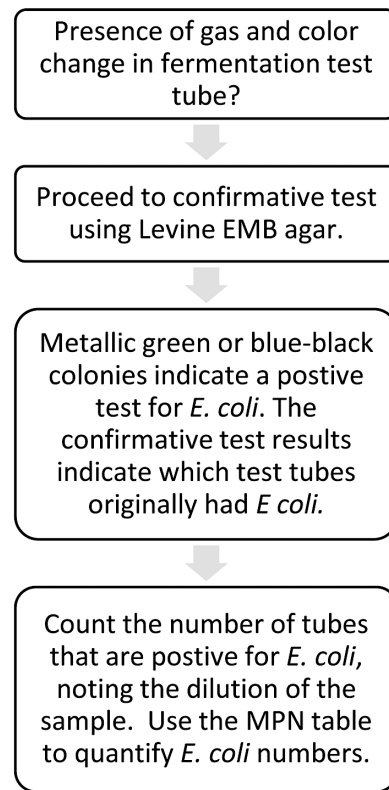 Presence of gas and color
change in fermentation test
tube?
Proceed to confirmative test
using Levine EMB agar.
Metallic green or blue-black
colonies indicate a postive
test for E. coli. The
confirmative test results
indicate which test tubes
originally had E coli.
Count the number of tubes
that are postive for E. coli,
noting the dilution of the
sample.  Use the MPN table
to quantify E. coli numbers.